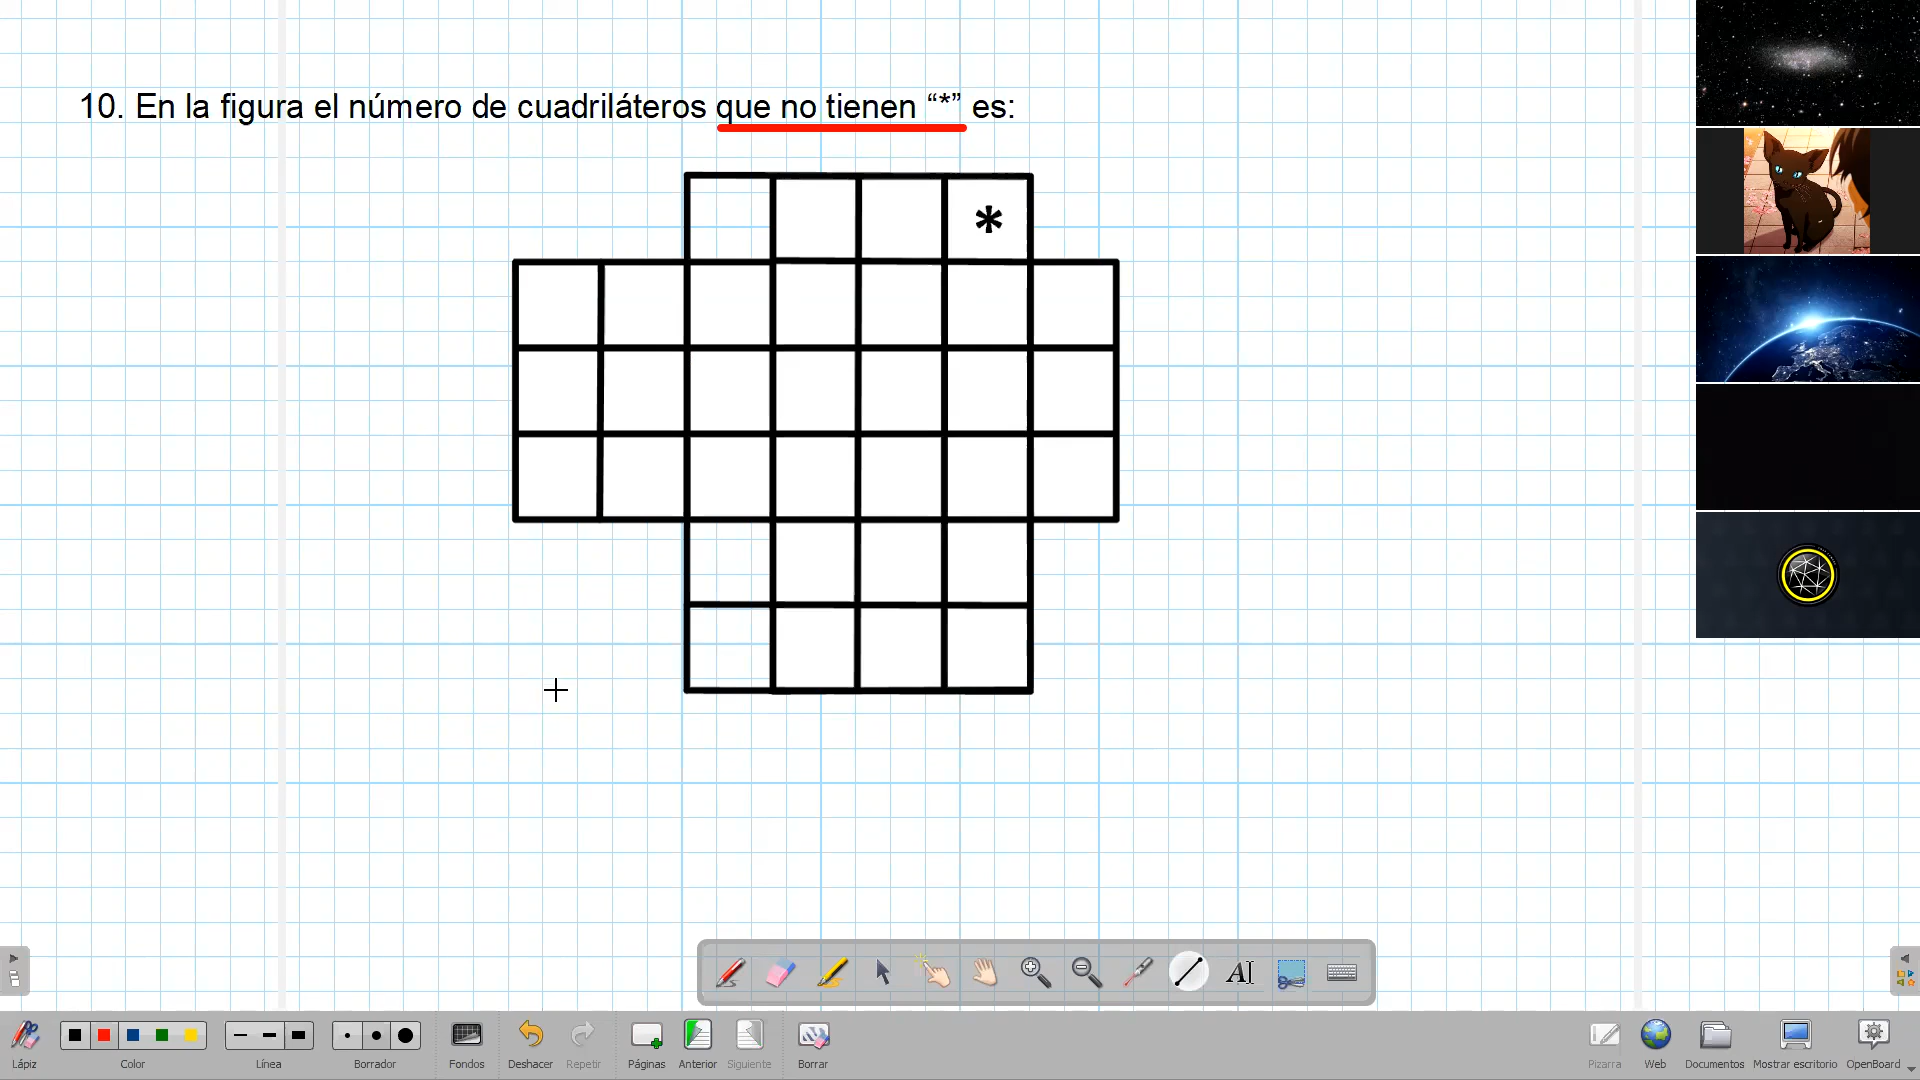 10. En la figura el número de cuadriláteros que no tienen “*” es:
*
AI
Lápiz
Color
Línea
Borrador
Fondos
Deshacer
Repetir
Páginas
Anterior
Siguiente
Borrar
Pizarra
Web
Documentos
Mostrar escritorio
OpenBoard